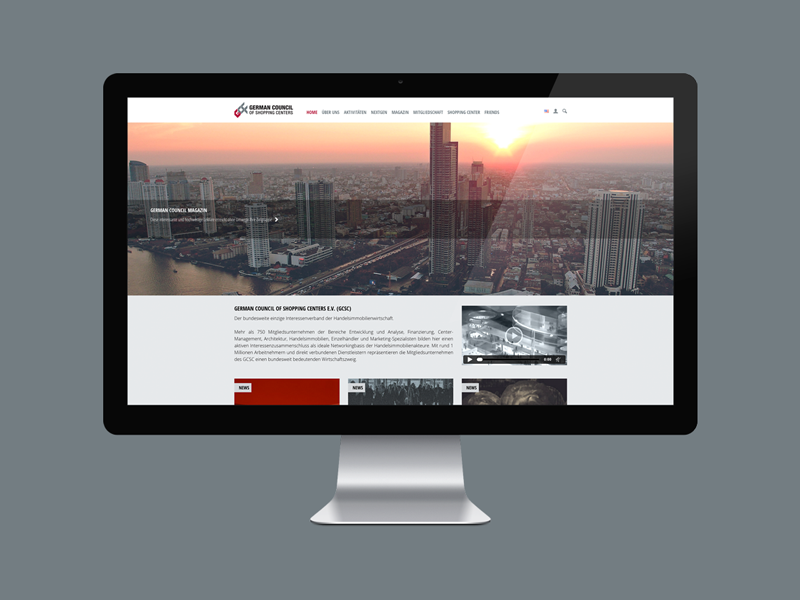 GERMAN COUNCIL
OF SHOPPING CENTERS
HOME ÜBER UNS AKTIVITÄTEN NEXTGEN MAGAZIN MITGLIEDSCHAFT SHOPPING CENTER FRIENDS
GERMAN COUNCIL MAGAZIN
GERMAN COUNCIL OF SHOPPING CENTERS E.V. (GCSC)
Der bundesweite einzige Interessenverband der Handelsimmobilienwirtschaft
Mehr als 750 Mitgliedsunternehmen der Bereiche Entwicklung und Analyse, Finanzierung, Center-
Management, Architektur, Handelsimmobilien, Einzelhändler und Marketing-Spezialisten bilden hier einen
aktiven Interessenzusammenschluss als ideale Networkingbasis der Handelsimmobilienakteure. Mit rund 1
Millionen Arbeitnehmern und direkt verbundenen Dienstleistern repräsentieren die Mitgliedsunternehmen
des GCSC einen bundesweit bedeutenden Wirtschaftszweig.
NEWS NEWS NEWS